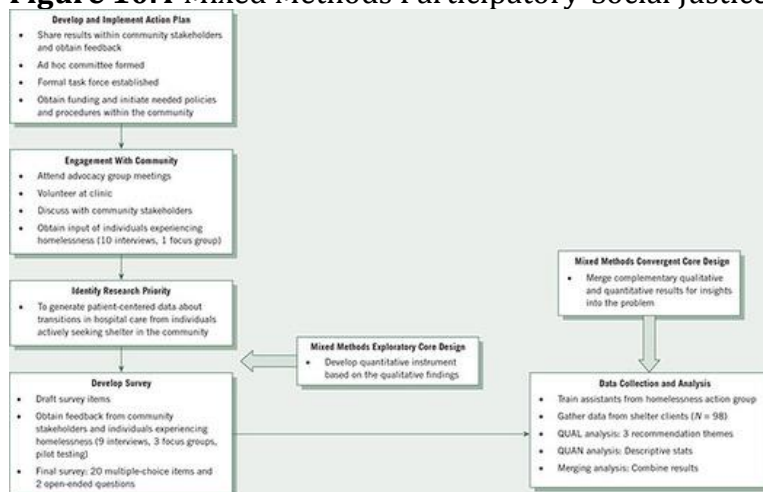 Figure 10.4 Mixed Methods Participatory–Social Justice
Develop and Implement Action Plan
• Share results within community stakeholders
and obtain feedback
• Ad hoc committee formed
• Formal task force established
• Obtain funding and initiate needed policies
and procedures within the community
Engagement With Community
• Attend advocacy group meetings
• Volunteer at clinic
• Discuss with community stakeholders
• Obtain input of individuals experiencing
homelessness (10 interviews, 1 focus group)
Identify Research Priority
• To generate patient-centered data about
transitions in hospital care from individuals
actively seeking shelter in the community
Mixed Methods Exploratory Core Design
• Develop quantitative instrument
based on the qualitative findings
Develop Survey
• Draft survey items
• Obtain feedback from community
stakeholders and individuals experiencing
homelessness (9 interviews, 3 focus groups,
pilot testing)
• Final survey: 20 multiple-choice items and
2 open-ended questions
Mixed Methods Convergent Core Design
• Merge complementary qualitative
and quantitative results for insights
into the problem
Data Collection and Analysis
• Train assistants from homelessness action group
• Gather data from shelter clients (N = 98)
• QUAL analysis: 3 recommendation themes
• QUAN analysis: Descriptive stats
• Merging analysis: Combine results